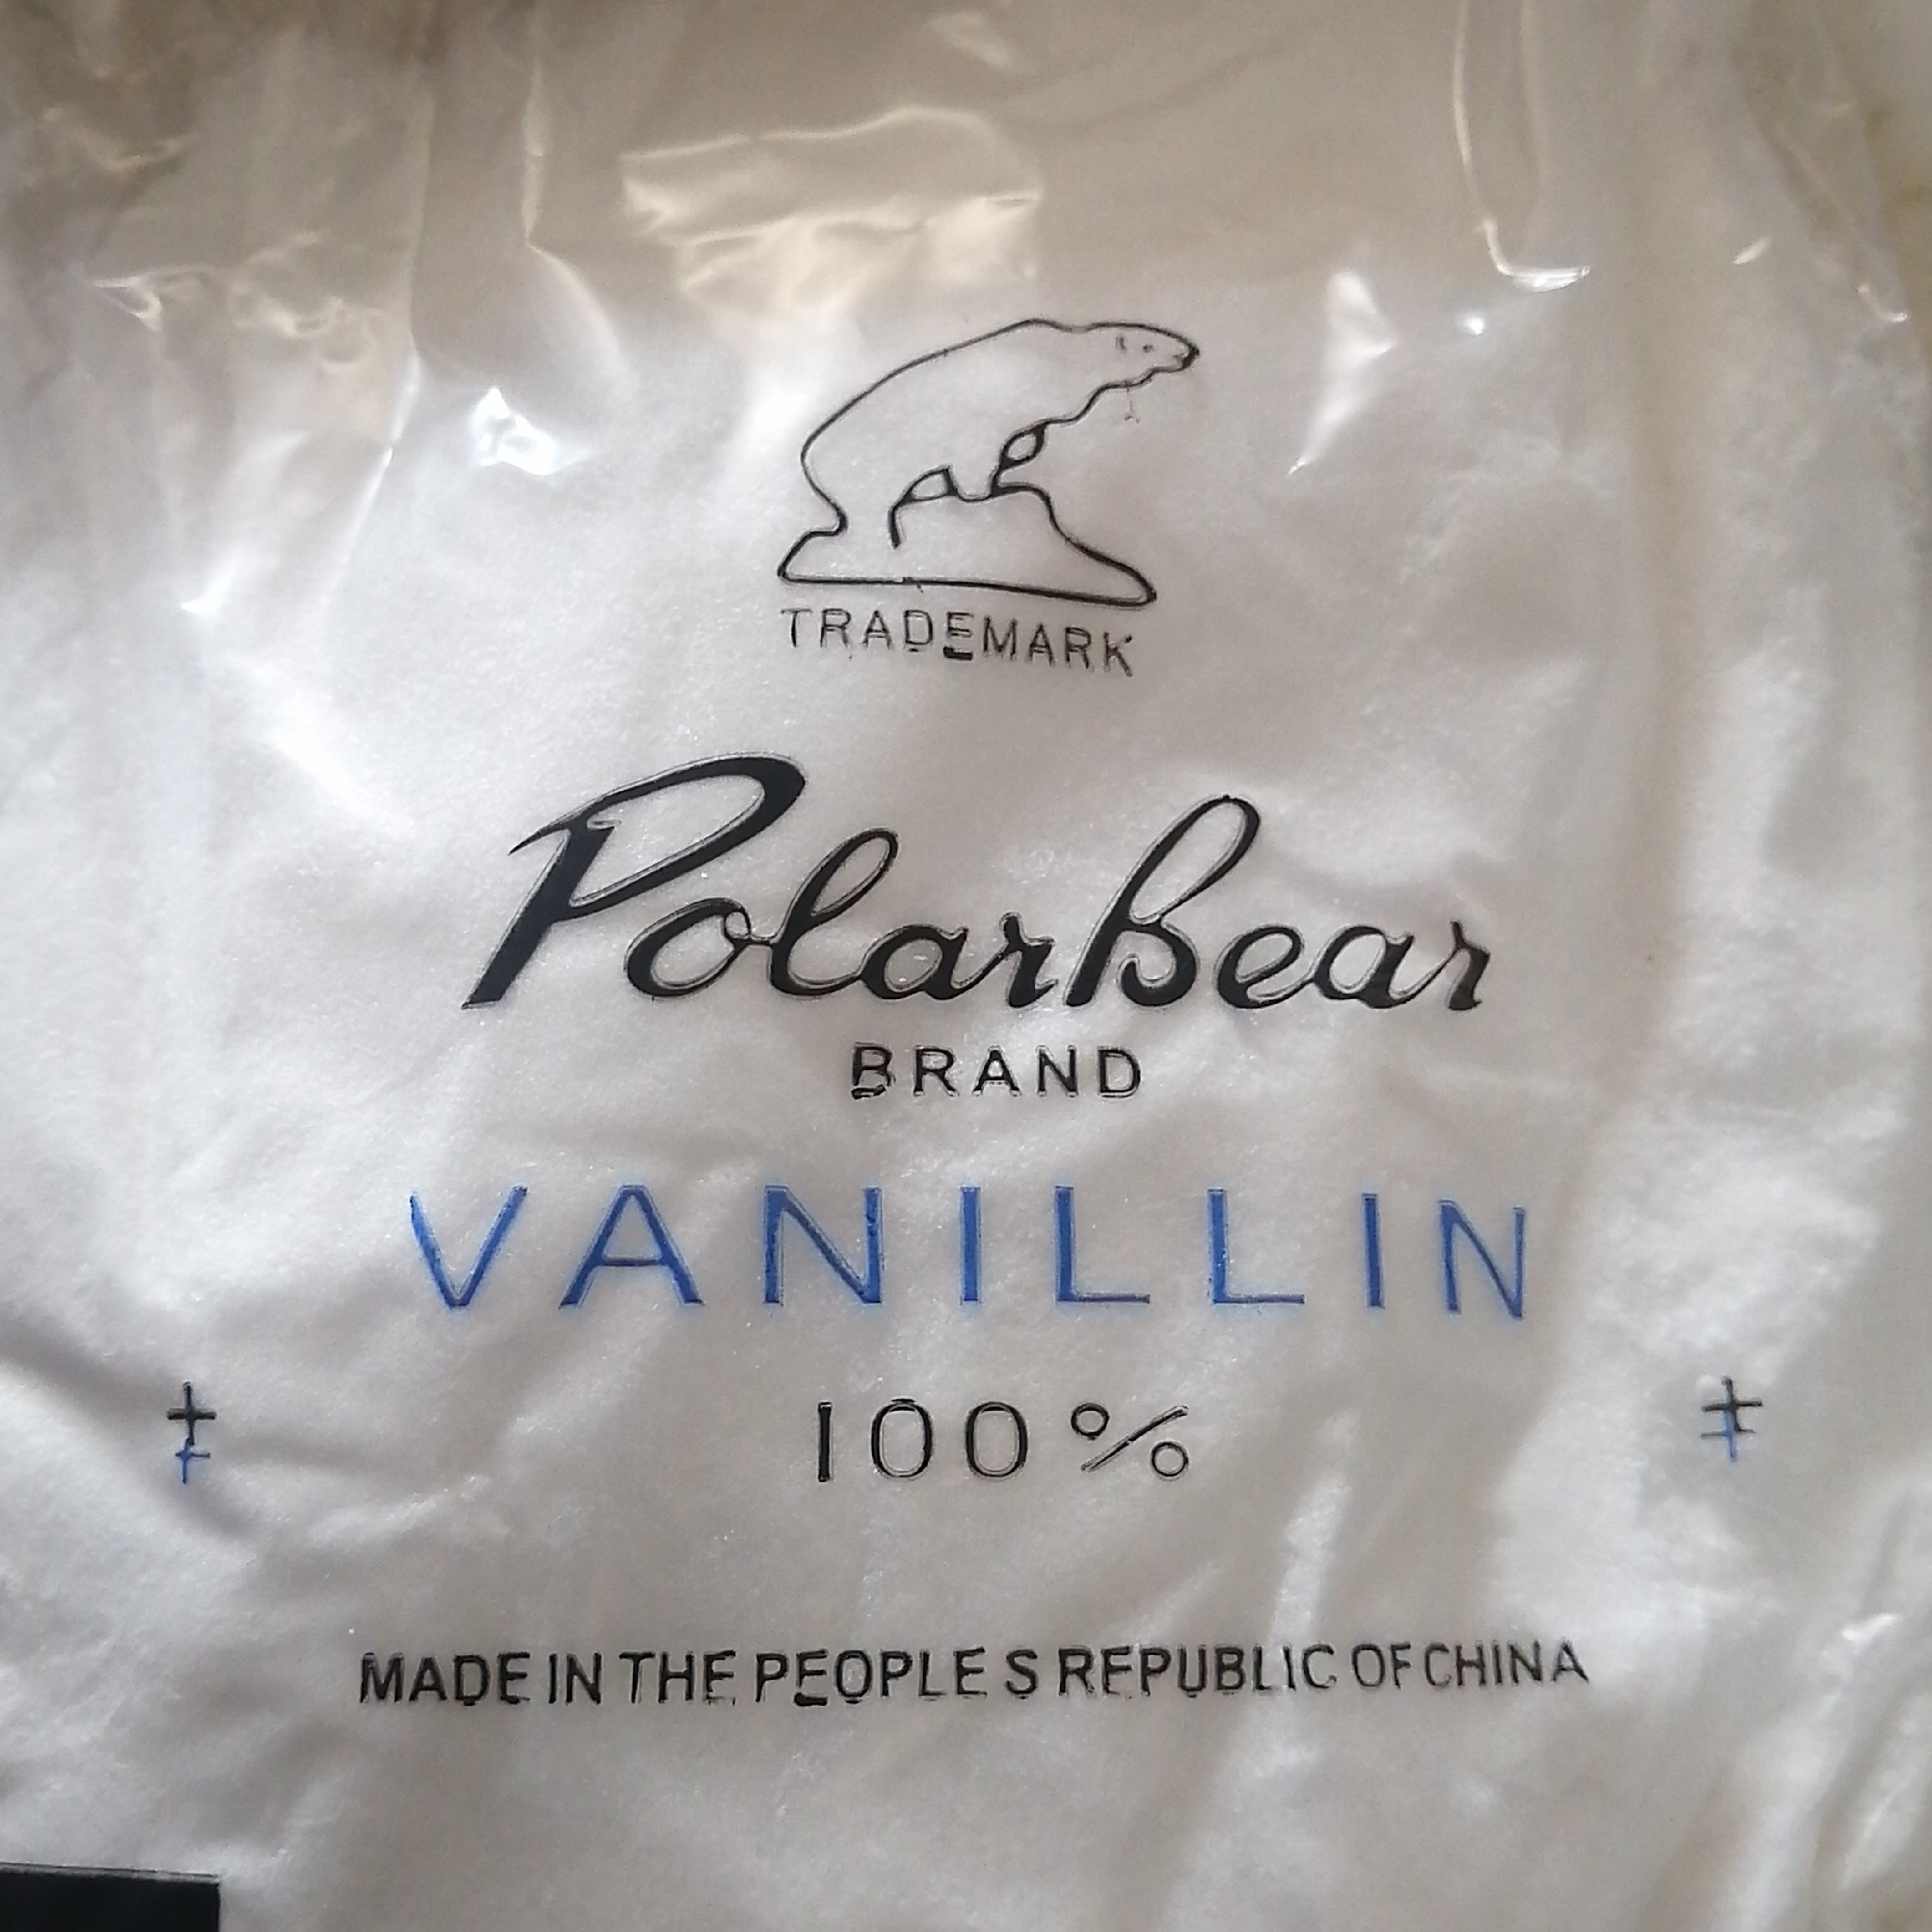 TRADEMARK
PolarBear
BRAND
VANILLIN
100%
MADE IN THE PEOPLE S REPUBLIC OF CHINA